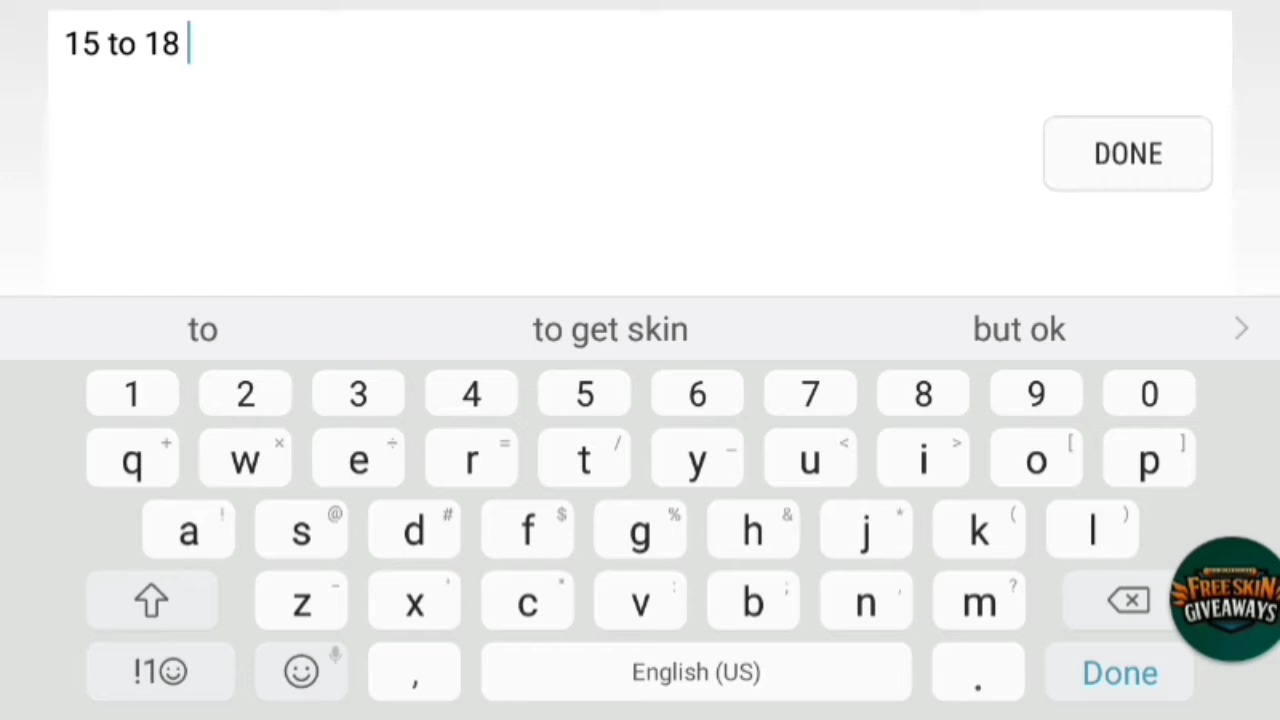 15 to 18
DONE
to to get skin but ok
1 2 3 4 5 6 7 8 9 0
q + w × e ÷ r = t / y _ u < i > o [ p ]
a ! s @ d # f $ g % h & j * k ( l )
z - x ' c " v : b ; n , m ?
FREE SKIN
GIVEAWAYS
!1☺ , English (US) . Done